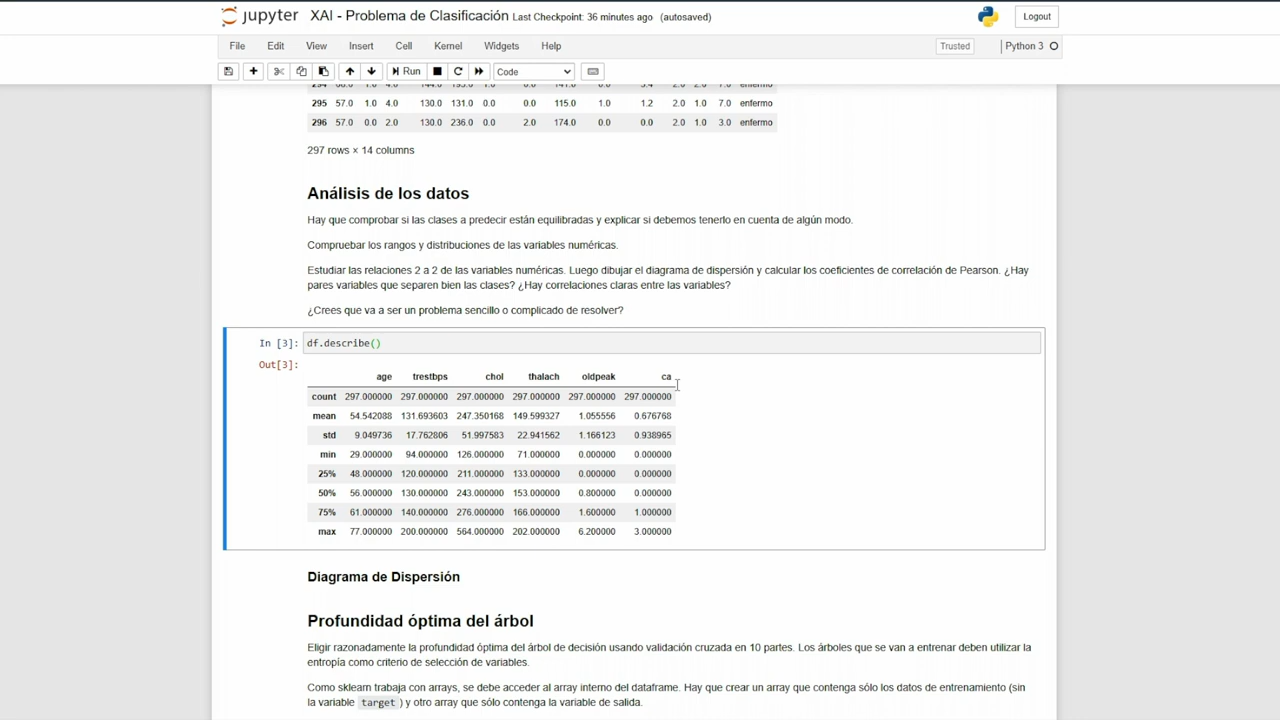 jupyter XAI - Problema de Clasificación Last Checkpoint: 36 minutes ago (autosaved)
Logout
File Edit View Insert Cell Kernel Widgets Help
Trusted Python 3
Run
Code
295 57.0 1.0 4.0 130.0 131.0 0.0 0.0 115.0 1.0 1.2 2.0 1.0 7.0 enfermo
296 57.0 0.0 2.0 130.0 236.0 0.0 2.0 174.0 0.0 0.0 2.0 1.0 3.0 enfermo
297 rows × 14 columns
Análisis de los datos
Hay que comprobar si las clases a predecir están equilibradas y explicar si debemos tenerlo en cuenta de algún modo.
Compruebar los rangos y distribuciones de las variables numéricas.
Estudiar las relaciones 2 a 2 de las variables numéricas. Luego dibujar el diagrama de dispersión y calcular los coeficientes de correlación de Pearson. ¿Hay
pares variables que separen bien las clases? ¿Hay correlaciones claras entre las variables?
¿Crees que va a ser un problema sencillo o complicado de resolver?
In [3]: df.describe()
Out[3]:
age trestbps chol thalach oldpeak ca
count 297.000000 297.000000 297.000000 297.000000 297.000000 297.000000
mean 54.542088 131.693603 247.350168 149.599327 1.055556 0.676768
std 9.049736 17.762806 51.997583 22.941562 1.166123 0.938965
min 29.000000 94.000000 126.000000 71.000000 0.000000 0.000000
25% 48.000000 120.000000 211.000000 133.000000 0.000000 0.000000
50% 56.000000 130.000000 243.000000 153.000000 0.800000 0.000000
75% 61.000000 140.000000 276.000000 166.000000 1.600000 1.000000
max 77.000000 200.000000 564.000000 202.000000 6.200000 3.000000
Diagrama de Dispersión
Profundidad óptima del árbol
Eligir razonadamente la profundidad óptima del árbol de decisión usando validación cruzada en 10 partes. Los árboles que se van a entrenar deben utilizar la
entropía como criterio de selección de variables.
Como sklearn trabaja con arrays, se debe acceder al array interno del dataframe. Hay que crear un array que contenga sólo los datos de entrenamiento (sin
la variable target ) y otro array que sólo contenga la variable de salida.